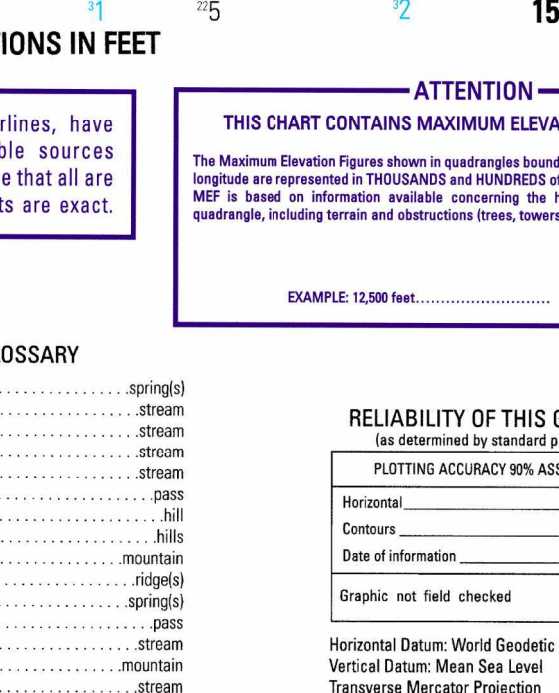 31 225 32 15
TIONS IN FEET
ATTENTION
THIS CHART CONTAINS MAXIMUM ELEVA
rlines, have
ble sources
e that all are
ts are exact.
The Maximum Elevation Figures shown in quadrangles bound
longitude are represented in THOUSANDS and HUNDREDS of
MEF is based on information available concerning the h
quadrangle, including terrain and obstructions (trees, towers
EXAMPLE: 12,500 feet...........................
LOSSARY
................spring(s)
.................stream
.................stream
.................stream
.................stream
...................pass
....................hill
...................hills
...............mountain
.................ridge(s)
................spring(s)
...................pass
.................stream
...............mountain
.................stream
RELIABILITY OF THIS G
(as determined by standard p
PLOTTING ACCURACY 90% ASS
Horizontal
Contours
Date of information
Graphic not field checked
Horizontal Datum: World Geodetic
Vertical Datum: Mean Sea Level
Transverse Mercator Projection